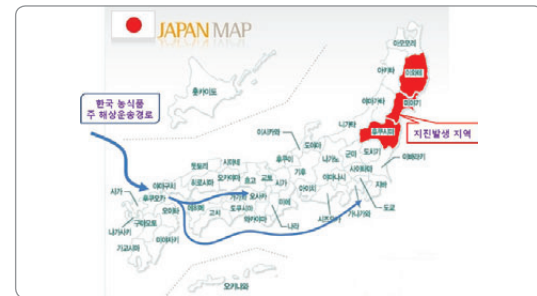 JAPAN MAP
아오모리
홋카이도
아키타
이와테
한국 농식품
주 해상운송경로
야마가타
미야기
지진발생 지역
니가타
후쿠시마
이시카와
도야마
후쿠이
나가노
군마
도치기
이바라키
돗토리
시마네
기후
사이타마
야마구치
히로시마
오카야마
효고
교토
시가
아이치
야마나시
지바
시가
후쿠오카
가가와
오사카
미에
도쿄
오이타
에히메
고치
도쿠시마
시즈오카
가나가와
나가사키
구마모토
와카야마
나라
미야자키
가고시마
오키나와